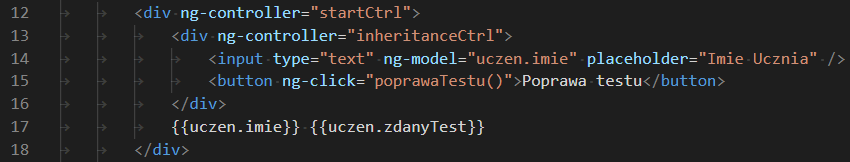 12 <div ng-controller="startCtrl">
13 <div ng-controller="inheritanceCtrl">
14 <input type="text" ng-model="uczen.imie" placeholder="Imie Ucznia" />
15 <button ng-click="poprawaTestu()">Poprawa testu</button>
16 </div>
17 {{uczen.imie}} {{uczen.zdanyTest}}
18 </div>